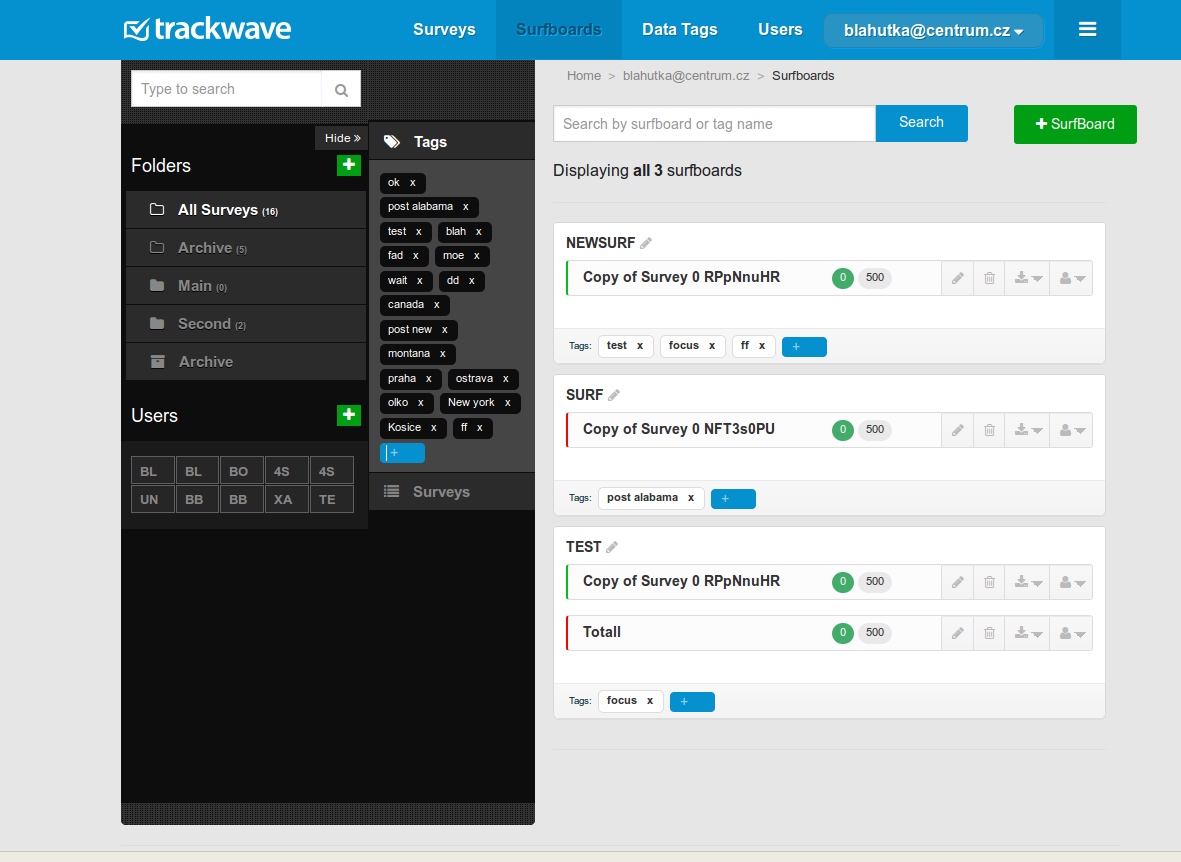 trackwave
Surveys Surfboards Data Tags Users blahutka@centrum.cz
Type to search
Hide »
Folders +
All Surveys (16)
Archive (5)
Main (0)
Second (2)
Archive
Users +
BL BL BO 4S 4S
UN BB BB XA TE
Tags
ok x
post alabama x
test x blah x
fad x moe x
wait x dd x
canada x
post new x
montana x
praha x ostrava x
olko x New york x
Kosice x ff x
+
Surveys
Home > blahutka@centrum.cz > Surfboards
Search by surfboard or tag name Search + SurfBoard
Displaying all 3 surfboards
NEWSURF
Copy of Survey 0 RPpNnuHR 0 500
Tags: test x focus x ff x +
SURF
Copy of Survey 0 NFT3s0PU 0 500
Tags: post alabama x +
TEST
Copy of Survey 0 RPpNnuHR 0 500
Totall 0 500
Tags: focus x +